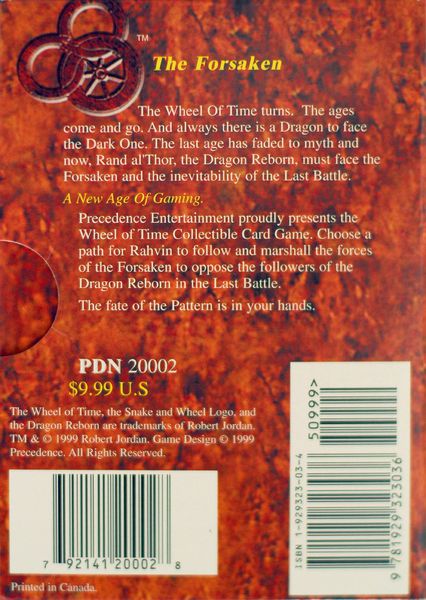 TM
The Forsaken
The Wheel Of Time turns. The ages
come and go. And always there is a Dragon to face
the Dark One. The last age has faded to myth and
now, Rand al'Thor, the Dragon Reborn, must face the
Forsaken and the inevitability of the Last Battle.
A New Age Of Gaming.
Precedence Entertainment proudly presents the
Wheel of Time Collectible Card Game. Choose a
path for Rahvin to follow and marshall the forces
of the Forsaken to oppose the followers of the
Dragon Reborn in the Last Battle.
The fate of the Pattern is in your hands.
PDN 20002
$9.99 U.S
The Wheel of Time, the Snake and Wheel Logo, and
the Dragon Reborn are trademarks of Robert Jordan.
TM & © 1999 Robert Jordan. Game Design © 1999
Precedence. All Rights Reserved.
7 92141 20002 8
Printed in Canada.
50999>
ISBN 1-929323-03-4
9 781929 323036